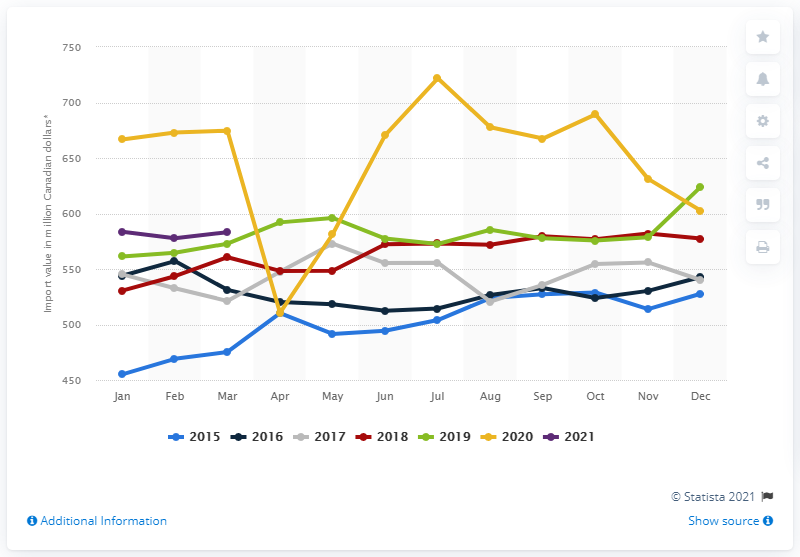 750
700
650
600
550
500
450
Import value in million Canadian dollars*
Jan Feb Mar Apr May Jun Jul Aug Sep Oct Nov Dec
2015 2016 2017 2018 2019 2020 2021
© Statista 2021
Additional Information
Show source